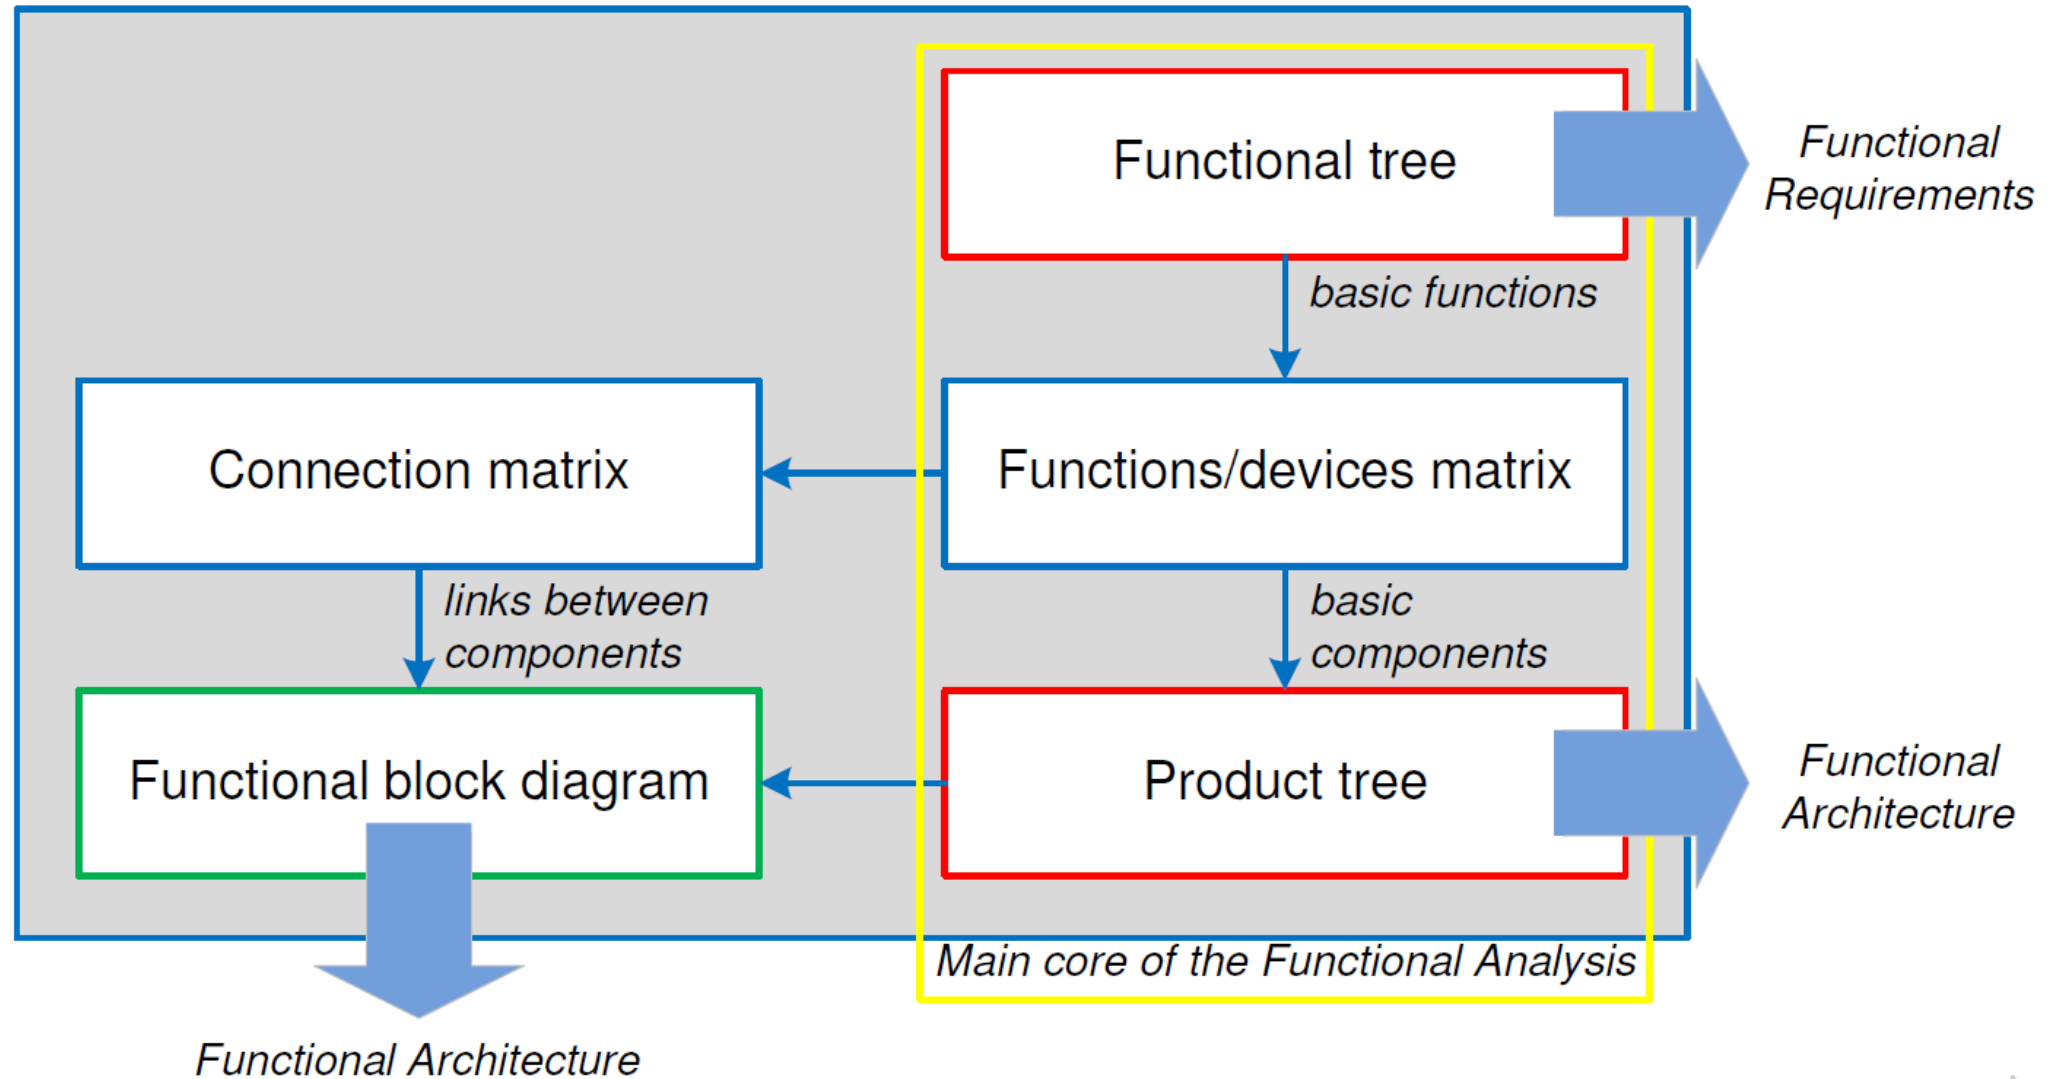 Functional tree
Functional
Requirements
basic functions
Connection matrix
Functions/devices matrix
links between
components
basic
components
Functional block diagram
Product tree
Functional
Architecture
Main core of the Functional Analysis
Functional Architecture